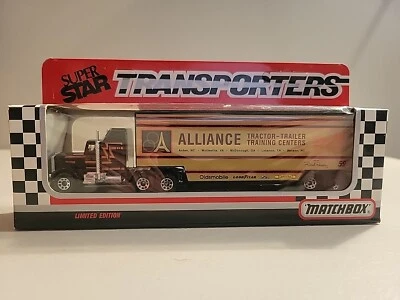 SUPER
STAR
TRANSPORTERS
ALLIANCE
TRACTOR-TRAILER
TRAINING CENTERS
Oldsmobile GOODYEAR
LIMITED EDITION
MATCHBOX